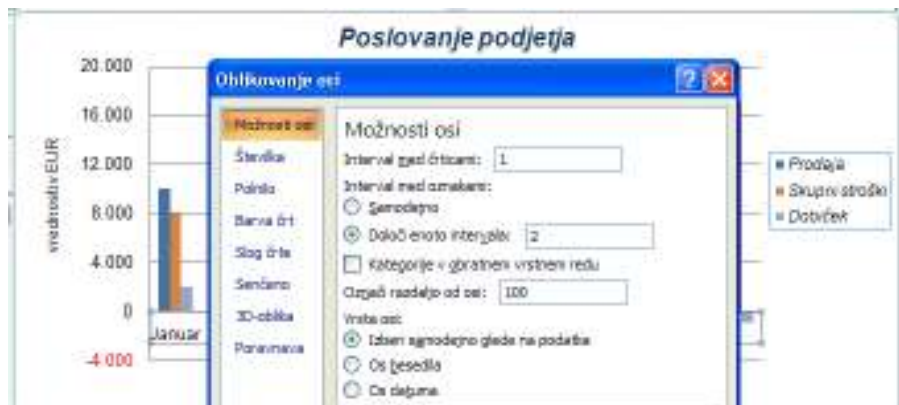 Poslovanje podjetja
20.000
16.000
12.000
8.000
4.000
0
-4.000
vrednosti v EUR
Januar
Oblikovanje osi
Možnosti osi
Številka
Polnilo
Barva črt
Slog črte
Senčenje
3D-oblika
Poravnava
Možnosti osi
Interval med črticami: 1
Interval med oznakami:
Samodejno
Določi enoto intervala: 2
Kategorije v obratnem vrstnem redu
Označi razdaljo od osi: 100
Vrsta osi:
Izberi samodejno glede na podatke
Os besedila
Os datuma
Prodaja
Skupni stroški
Dobiček